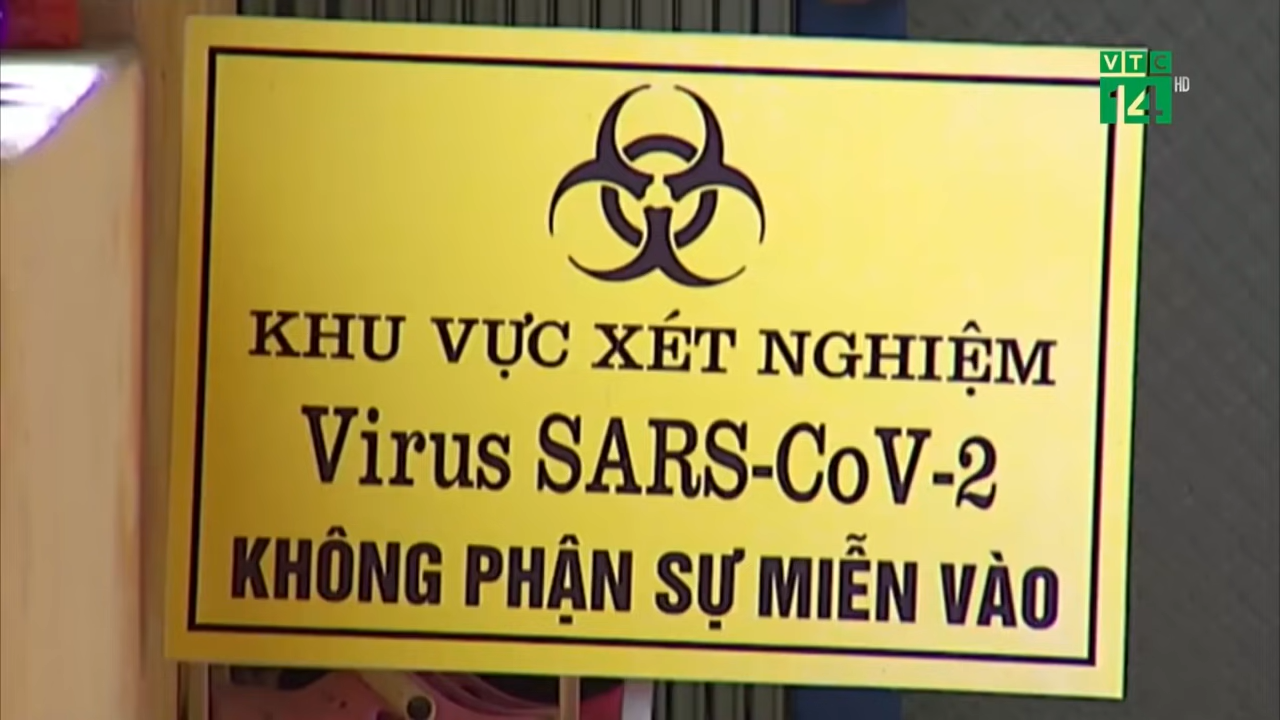 VTC
14 HD
KHU VỰC XÉT NGHIỆM
Virus SARS-CoV-2
KHÔNG PHẬN SỰ MIỄN VÀO